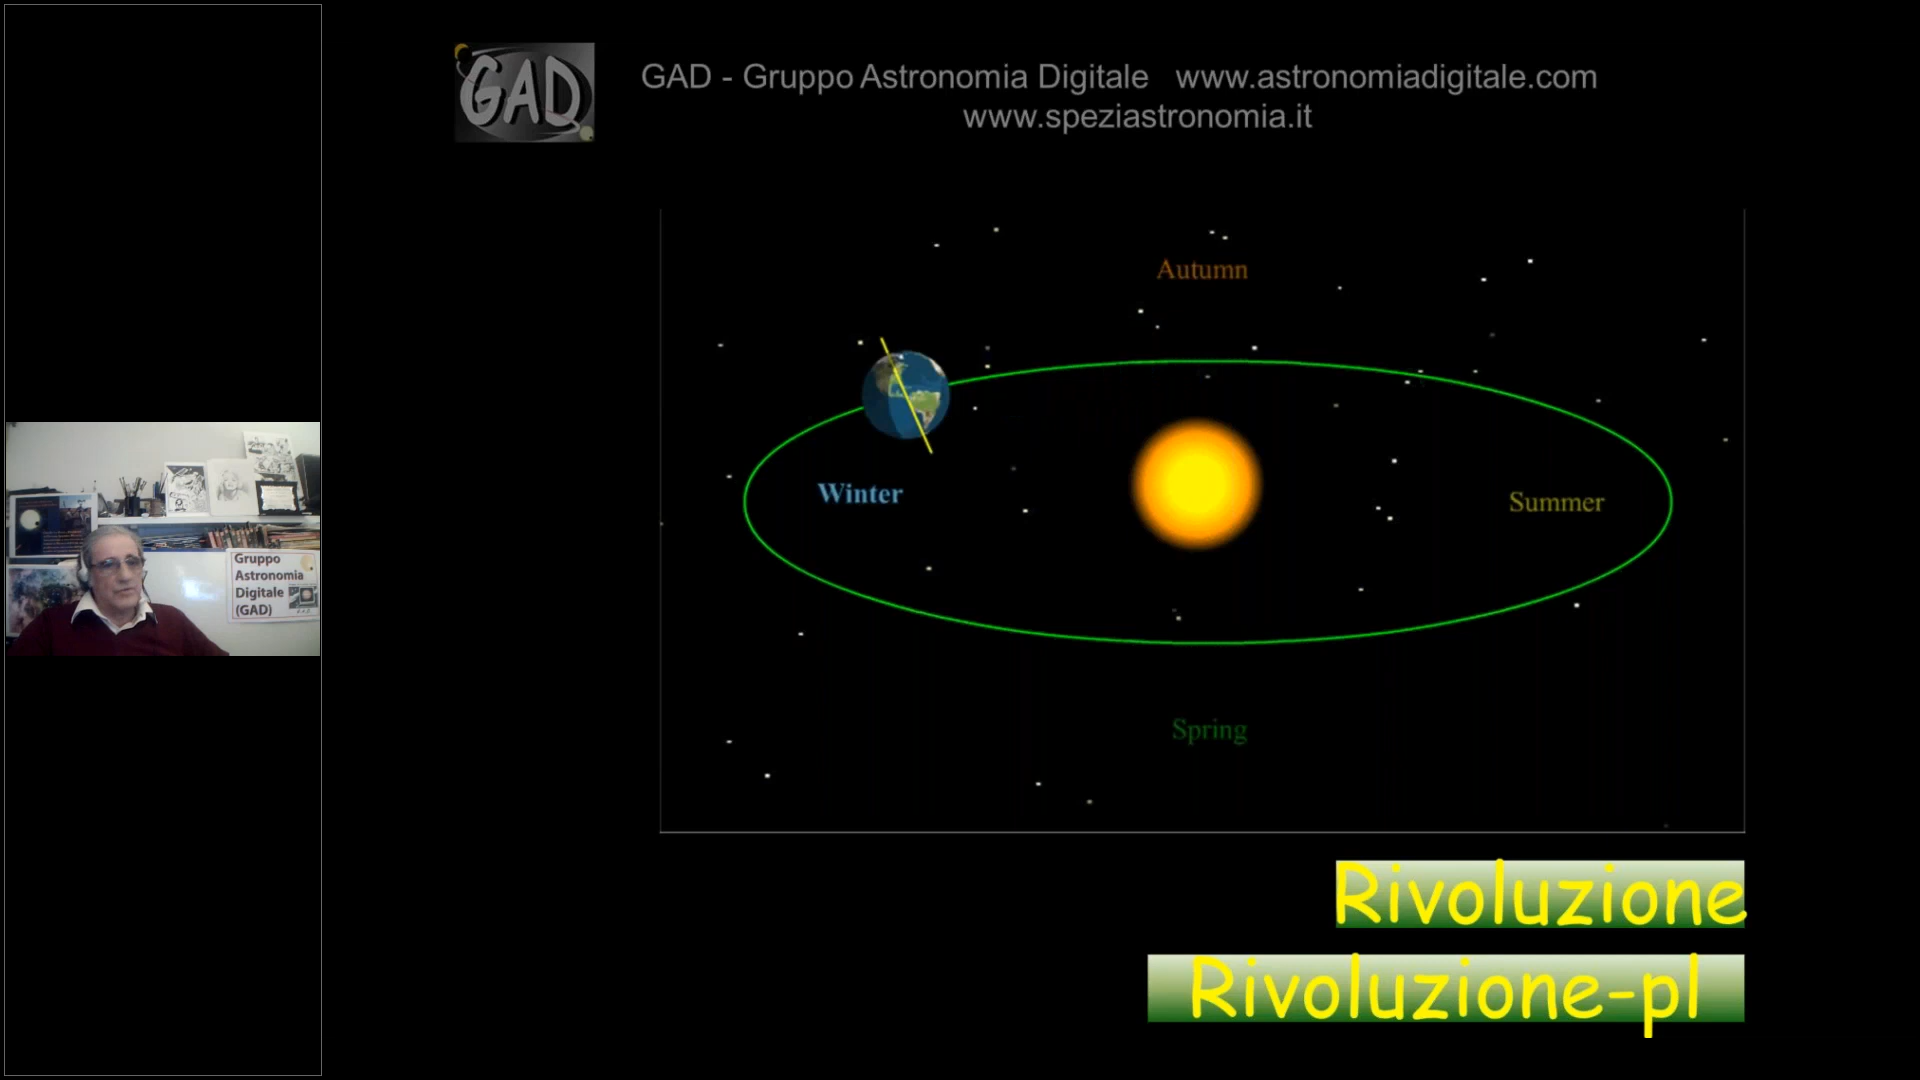 GAD
GAD - Gruppo Astronomia Digitale www.astronomiadigitale.com
www.speziastronomia.it
Autumn
Winter
Summer
Spring
Gruppo
Astronomia
Digitale
(GAD)
Rivoluzione
Rivoluzione-pl